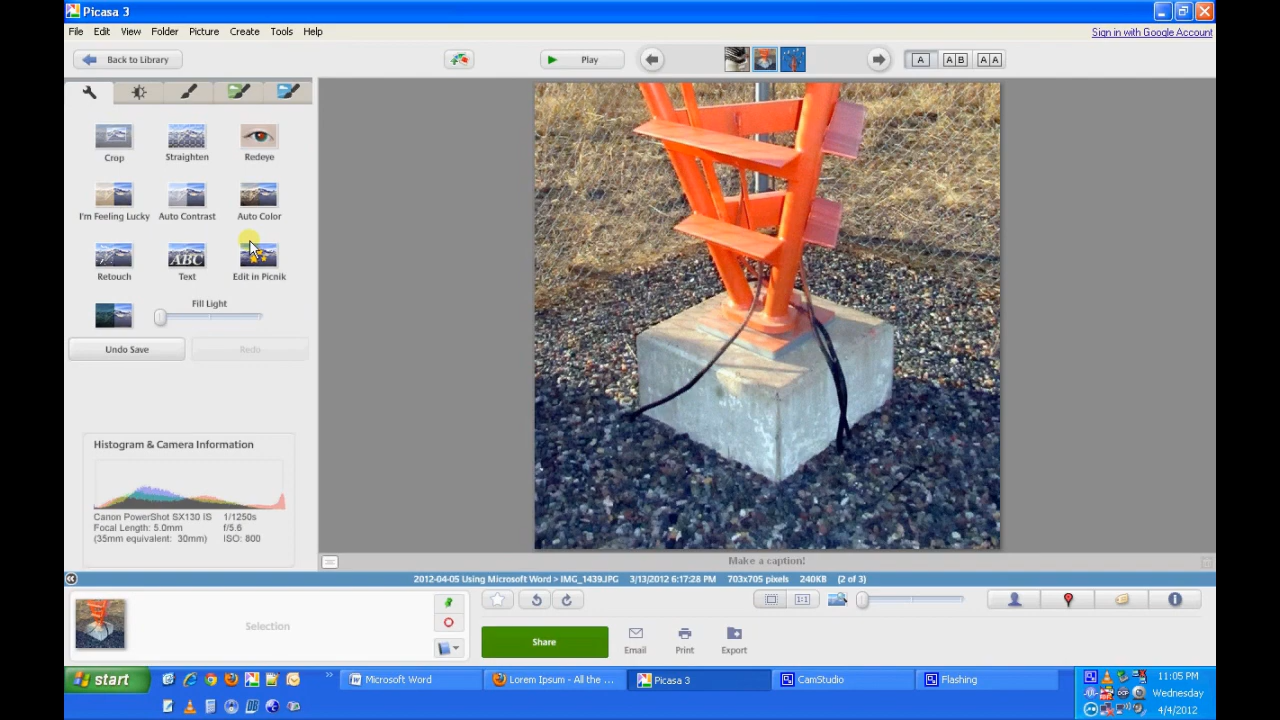 Picasa 3
File Edit View Folder Picture Create Tools Help
Sign in with Google Account
Back to Library
Play
A
A B
A A
Crop
Straighten
Redeye
I'm Feeling Lucky
Auto Contrast
Auto Color
Retouch
ABC
Text
Edit in Picnik
Fill Light
Undo Save
Redo
Histogram & Camera Information
Canon PowerShot SX130 IS 1/1250s
Focal Length: 5.0mm f/5.6
(35mm equivalent: 30mm) ISO: 800
Make a caption!
2012-04-05 Using Microsoft Word > IMG_1439.JPG 3/13/2012 6:17:28 PM 703x705 pixels 240KB (2 of 3)
Selection
1:1
Share
Email
Print
Export
start
Microsoft Word
Lorem Ipsum - All the ...
Picasa 3
CamStudio
Flashing
11:05 PM
Wednesday
4/4/2012